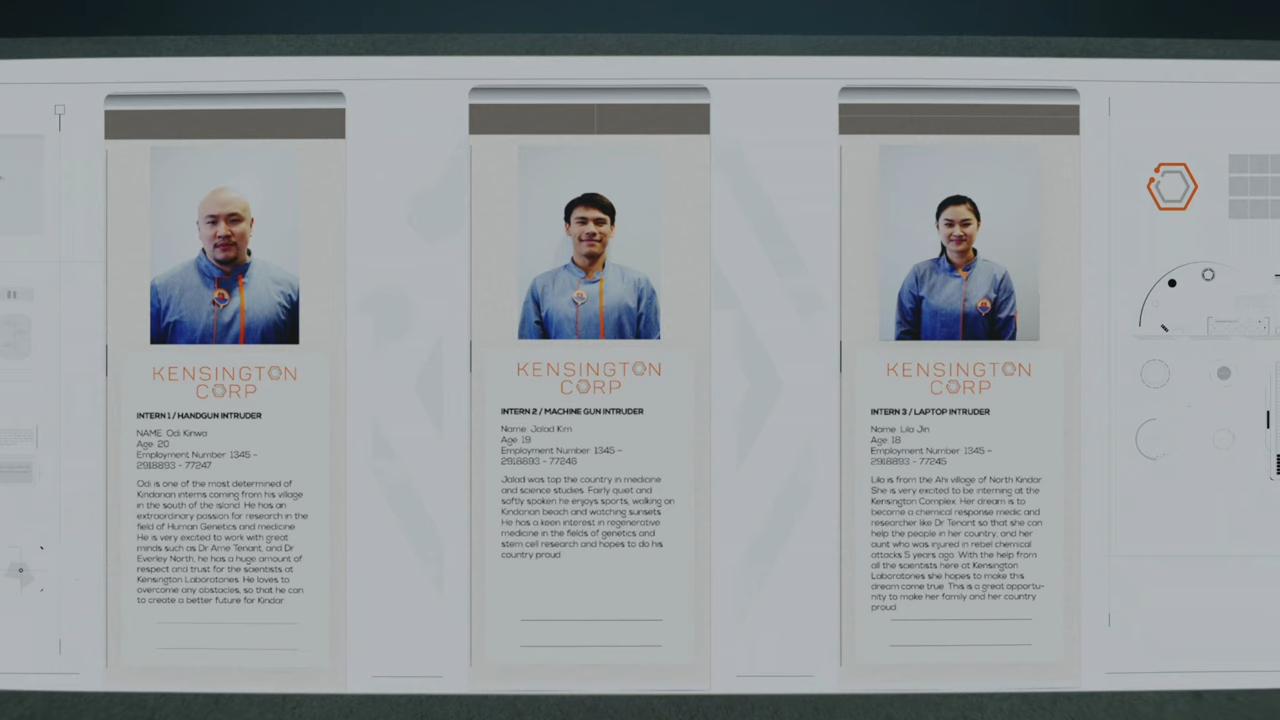 KENSINGTON
CORP
INTERN 1 / HANDGUN INTRUDER
NAME: Odi Kinwa
Age: 20
Employment Number: 1345 -
2918893 - 77247
Odi is one of the most determined of
Kindarian interns coming from his village
in the south of the island. He has an
extraordinary passion for research in the
field of Human Genetics and medicine
He is very excited to work with great
minds such as Dr Arne Tenant, and Dr
Everley North, he has a huge amount of
respect and trust for the scientists at
Kensington Laboratories. He loves to
overcome any obstacles, so that he can
to create a better future for Kindar
KENSINGTON
CORP
INTERN 2 / MACHINE GUN INTRUDER
Name: Jalad Kim
Age: 19
Employment Number: 1345 -
2918893 - 77246
Jalad was top the country in medicine
and science studies. Fairly quiet and
softly spoken he enjoys sports, walking on
Kindarian beach and watching sunsets
He has a keen interest in regenerative
medicine in the fields of genetics and
stem cell research and hopes to do his
country proud
KENSINGTON
CORP
INTERN 3 / LAPTOP INTRUDER
Name: Lila Jin
Age: 18
Employment Number: 1345 -
2918893 - 77245
Lila is from the Ahi village of North Kindar
She is very excited to be interning at the
Kensington Complex. Her dream is to
become a chemical response medic and
researcher like Dr Tenant so that she can
help the people in her country, and her
aunt who was injured in rebel chemical
attacks 5 years ago. With the help from
all the scientists here at Kensington
Laboratories she hopes to make this
dream come true. This is a great opportu-
nity to make her family and her country
proud